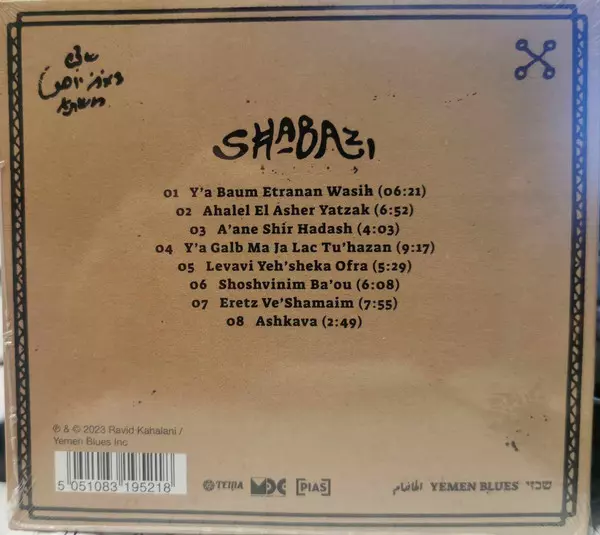 SHABAZI
01 Y'a Baum Etranan Wasih (06:21)
02 Ahalel El Asher Yatzak (6:52)
03 A'ane Shir Hadash (4:03)
04 Y'a Galb Ma Ja Lac Tu'hazan (9:17)
05 Levavi Yeh'sheka Ofra (5:29)
06 Shoshvinim Ba'ou (6:08)
07 Eretz Ve'Shamaim (7:55)
08 Ashkava (2:49)
℗ & © 2023 Ravid Kahalani /
Yemen Blues Inc
5 051083 195218
[PIAS] YEMEN BLUES שבזי